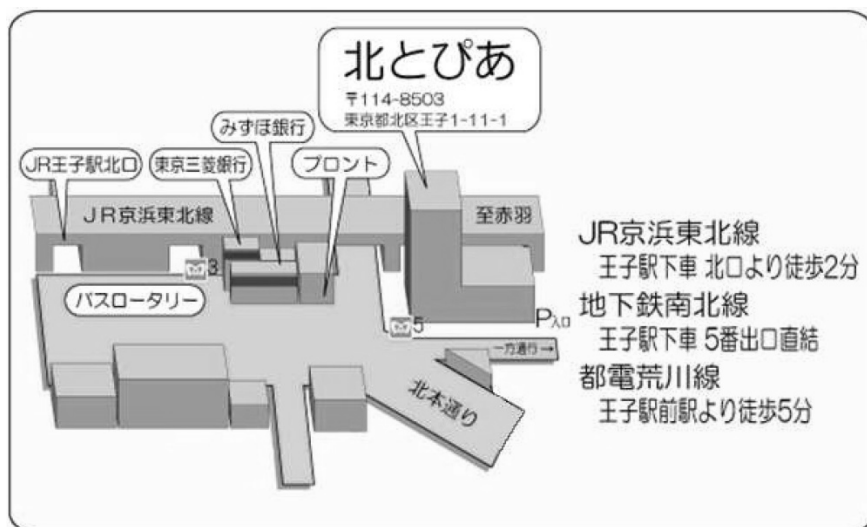 北とぴあ
〒114-8503
東京都北区王子1-11-1
みずほ銀行
JR王子駅北口
東京三菱銀行
プロント
JR京浜東北線
至赤羽
3
バスロータリー
5
P入口
一方通行→
北本通り
JR京浜東北線
王子駅下車 北口より徒歩2分
地下鉄南北線
王子駅下車 5番出口直結
都電荒川線
王子駅前駅より徒歩5分